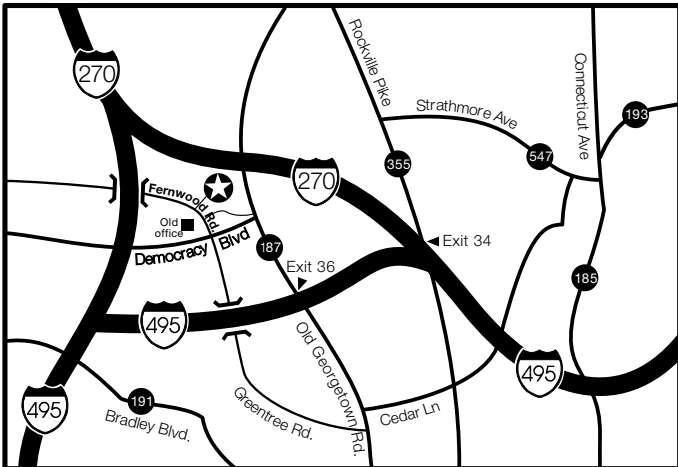 270
Rockville Pike
Connecticut Ave
Strathmore Ave
193
547
355
270
Fernwood Rd.
Old
office
Democracy Blvd
187
Exit 34
Exit 36
185
495
Old Georgetown Rd.
495
495
191
Bradley Blvd.
Greentree Rd.
Cedar Ln